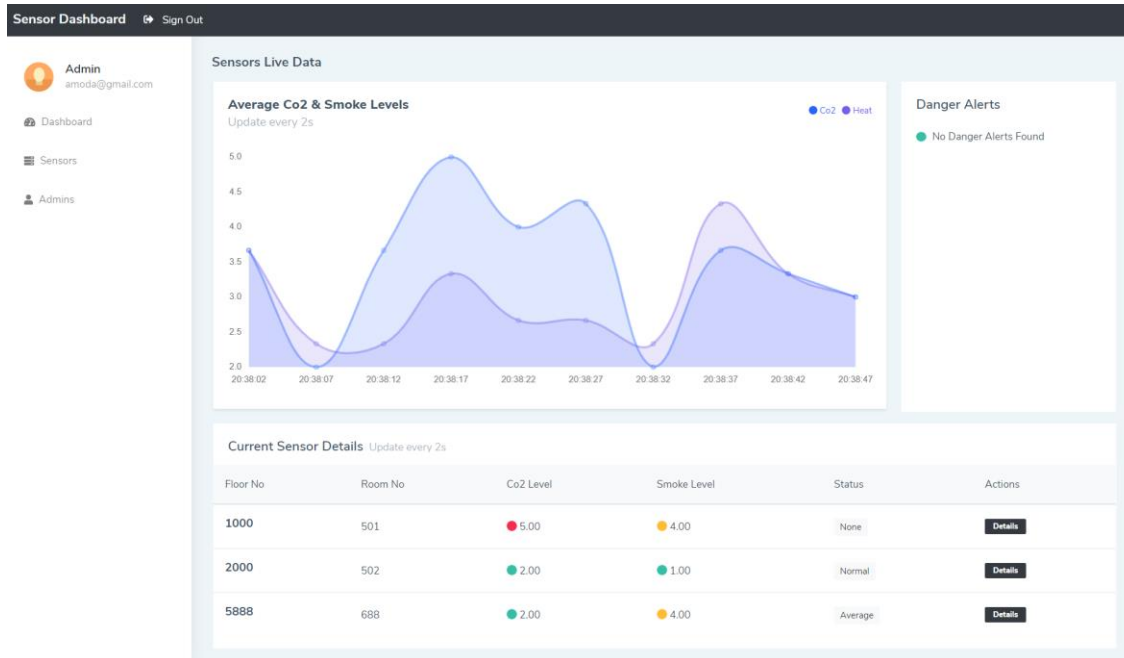 Sensor Dashboard Sign Out
Admin
amoda@gmail.com
Dashboard
Sensors
Admins
Sensors Live Data
Average Co2 & Smoke Levels
Update every 2s
Co2 Heat
5.0
4.5
4.0
3.5
3.0
2.5
2.0
20:38:02 20:38:07 20:38:12 20:38:17 20:38:22 20:38:27 20:38:32 20:38:37 20:38:42 20:38:47
Danger Alerts
No Danger Alerts Found
Current Sensor Details Update every 2s
Floor No Room No Co2 Level Smoke Level Status Actions
1000 501 5.00 4.00 None Details
2000 502 2.00 1.00 Normal Details
5888 688 2.00 4.00 Average Details